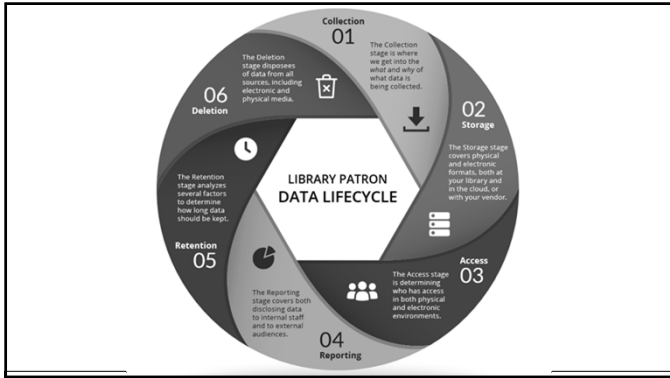 Collection
01
The Collection
stage is where
we get into the
what and why of
what data is
being collected.
02
Storage
The Storage stage
covers physical
and electronic
formats, both at
your library and
in the cloud, or
with your vendor.
Access
03
The Access stage
is determining
who has access
in both physical
and electronic
environments.
04
Reporting
The Reporting
stage covers both
disclosing data
to internal staff
and to external
audiences.
Retention
05
The Retention
stage analyzes
several factors
to determine
how long data
should be kept.
06
Deletion
The Deletion
stage disposees
of data from all
sources, including
electronic and
physical media.
LIBRARY PATRON
DATA LIFECYCLE